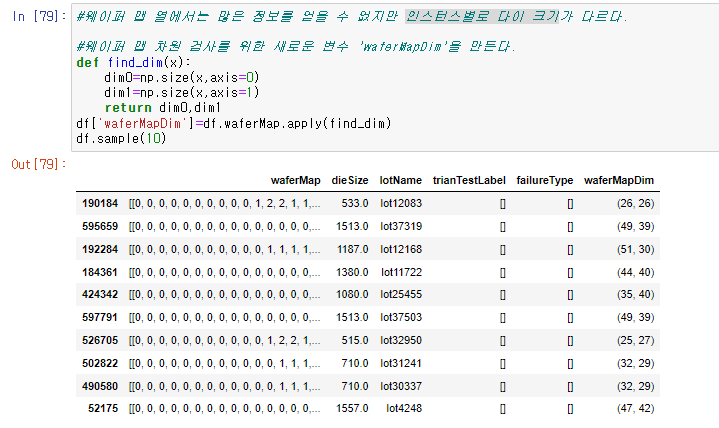 In [79]: #웨이퍼 맵 열에서는 많은 정보를 얻을 수 없지만 인스턴스별로 다이 크기가 다르다.
#웨이퍼 맵 차원 검사를 위한 새로운 변수 'waferMapDim'을 만든다.
def find_dim(x):
dim0=np.size(x,axis=0)
dim1=np.size(x,axis=1)
return dim0,dim1
df['waferMapDim']=df.waferMap.apply(find_dim)
df.sample(10)
Out[79]:
waferMap dieSize lotName trianTestLabel failureType waferMapDim
190184 [[0, 0, 0, 0, 0, 0, 0, 0, 0, 0, 1, 2, 2, 1, 1,... 533.0 lot12083 [] [] (26, 26)
595659 [[0, 0, 0, 0, 0, 0, 0, 0, 0, 0, 0, 0, 0, 0, 0,... 1513.0 lot37319 [] [] (49, 39)
192284 [[0, 0, 0, 0, 0, 0, 0, 0, 0, 0, 0, 1, 1, 1, 1,... 1187.0 lot12168 [] [] (51, 30)
184361 [[0, 0, 0, 0, 0, 0, 0, 0, 0, 0, 0, 0, 0, 0, 0,... 1380.0 lot11722 [] [] (44, 40)
424342 [[0, 0, 0, 0, 0, 0, 0, 0, 0, 0, 0, 0, 0, 0, 0,... 1080.0 lot25455 [] [] (35, 40)
597791 [[0, 0, 0, 0, 0, 0, 0, 0, 0, 0, 0, 0, 0, 0, 0,... 1513.0 lot37503 [] [] (49, 39)
526705 [[0, 0, 0, 0, 0, 0, 0, 0, 0, 0, 0, 1, 2, 2, 1,... 515.0 lot32950 [] [] (25, 27)
502822 [[0, 0, 0, 0, 0, 0, 0, 0, 0, 0, 0, 0, 1, 1, 1,... 710.0 lot31241 [] [] (32, 29)
490580 [[0, 0, 0, 0, 0, 0, 0, 0, 0, 0, 0, 0, 1, 1, 1,... 710.0 lot30337 [] [] (32, 29)
52175 [[0, 0, 0, 0, 0, 0, 0, 0, 0, 0, 0, 0, 0, 0, 0,... 1557.0 lot4248 [] [] (47, 42)